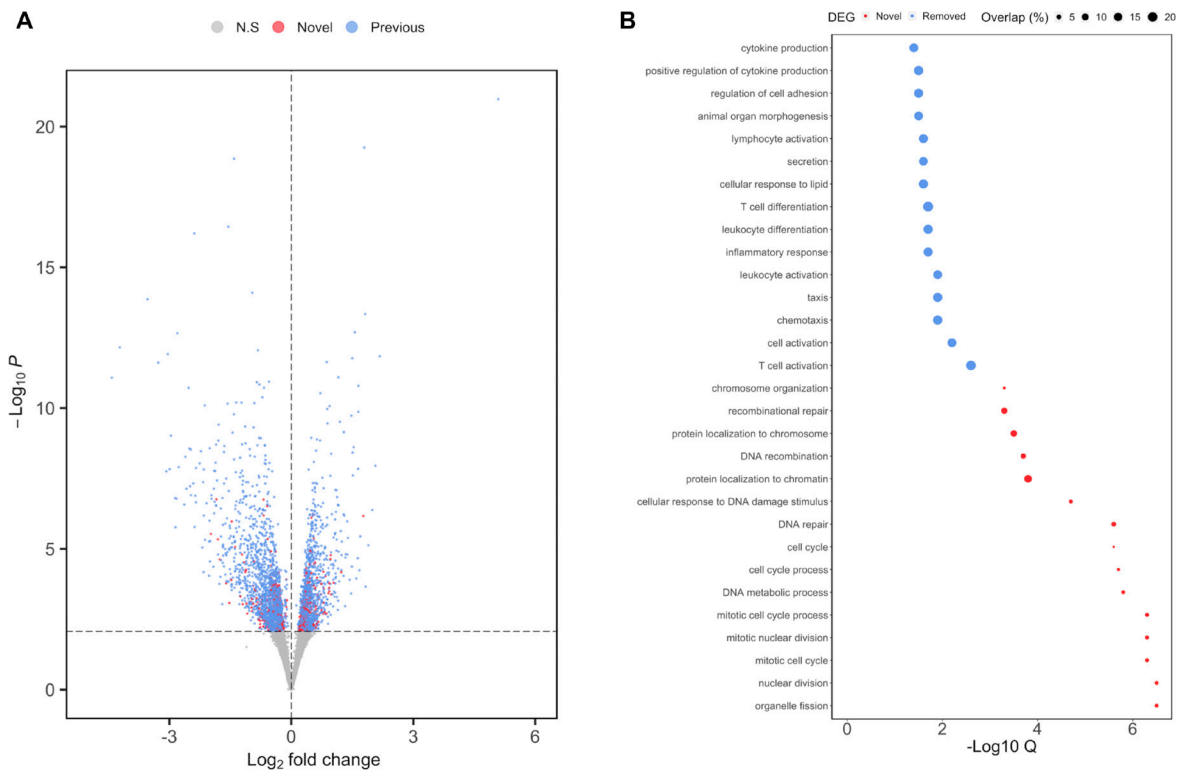 A
N.S Novel Previous
20
15
10
5
0
-3 0 3 6
−Log10 P
Log2 fold change
B
DEG Novel Removed Overlap (%) 5 10 15 20
cytokine production
positive regulation of cytokine production
regulation of cell adhesion
animal organ morphogenesis
lymphocyte activation
secretion
cellular response to lipid
T cell differentiation
leukocyte differentiation
inflammatory response
leukocyte activation
taxis
chemotaxis
cell activation
T cell activation
chromosome organization
recombinational repair
protein localization to chromosome
DNA recombination
protein localization to chromatin
cellular response to DNA damage stimulus
DNA repair
cell cycle
cell cycle process
DNA metabolic process
mitotic cell cycle process
mitotic nuclear division
mitotic cell cycle
nuclear division
organelle fission
0 2 4 6
-Log10 Q